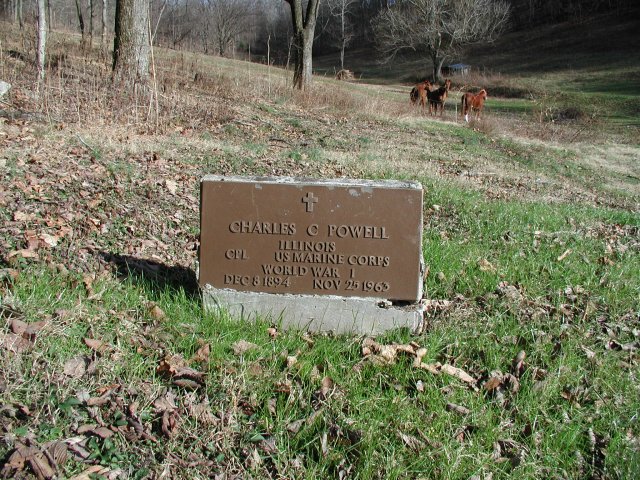 CHARLES C POWELL
ILLINOIS
CPL US MARINE CORPS
WORLD WAR I
DEC 8 1894 NOV 25 1963